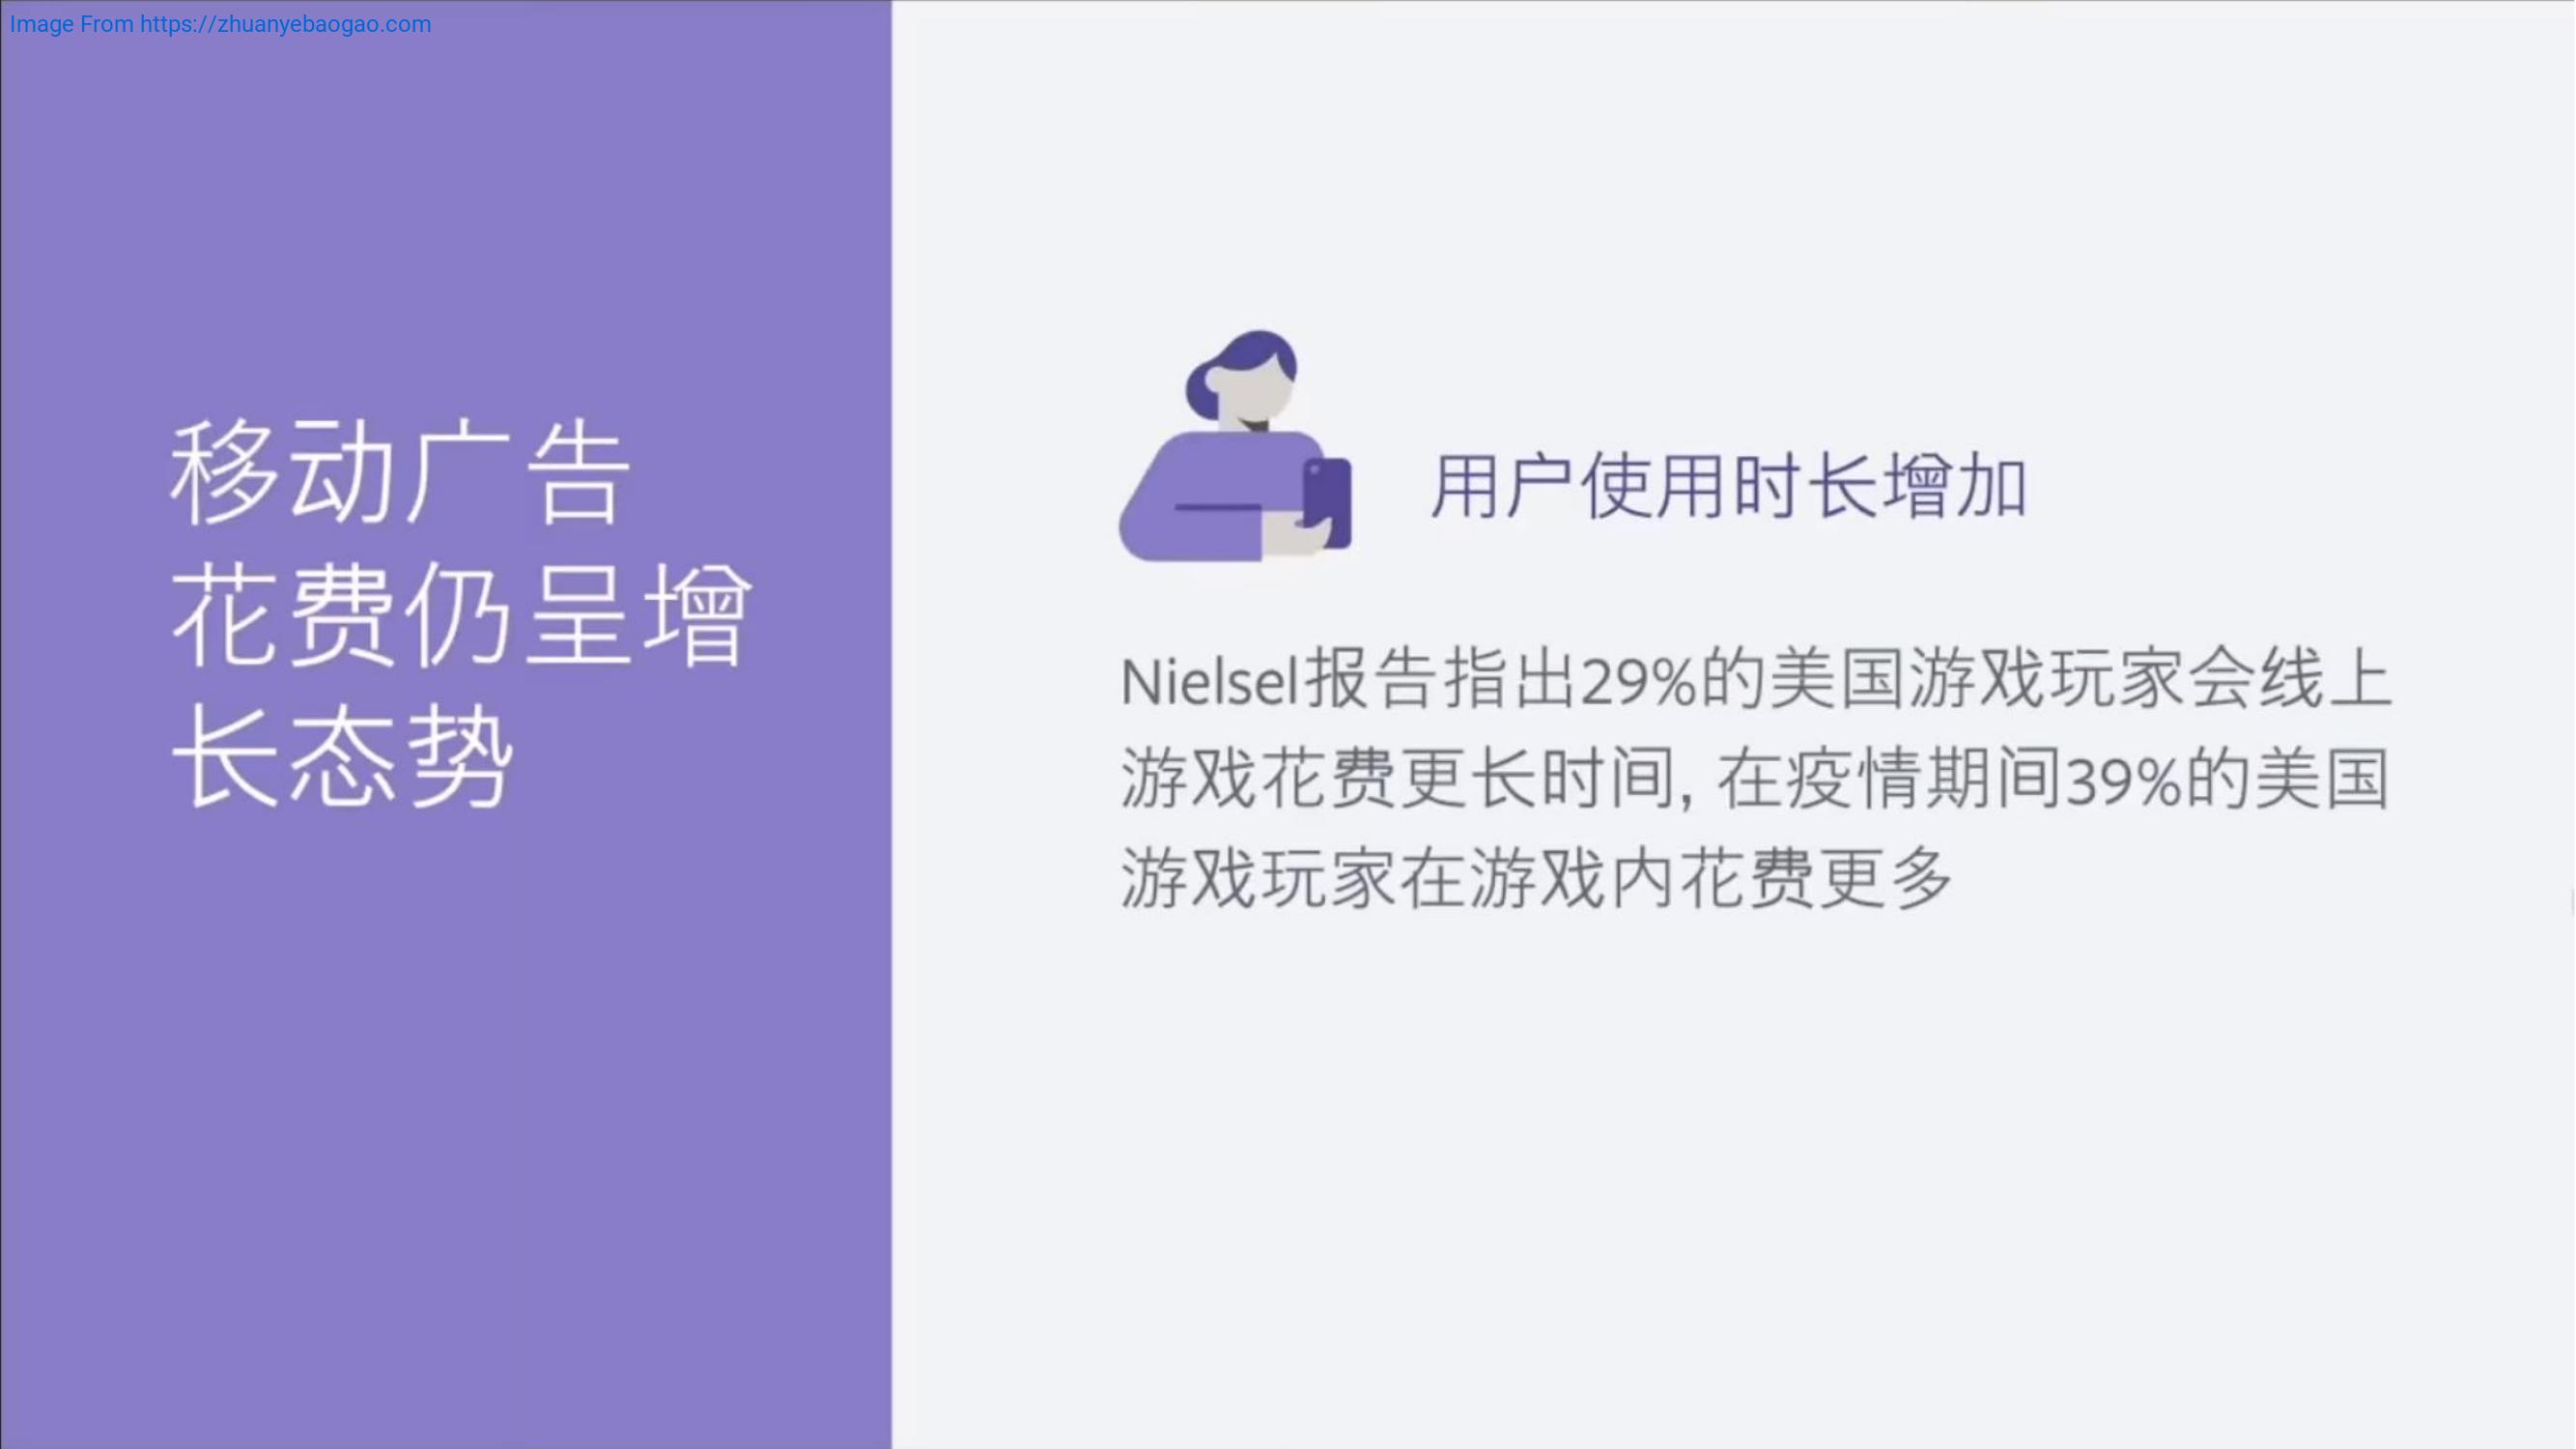 Image From https://zhuanyebaogao.com
移动广告
花费仍呈增
长态势
用户使用时长增加
Nielsel报告指出29%的美国游戏玩家会线上
游戏花费更长时间, 在疫情期间39%的美国
游戏玩家在游戏内花费更多